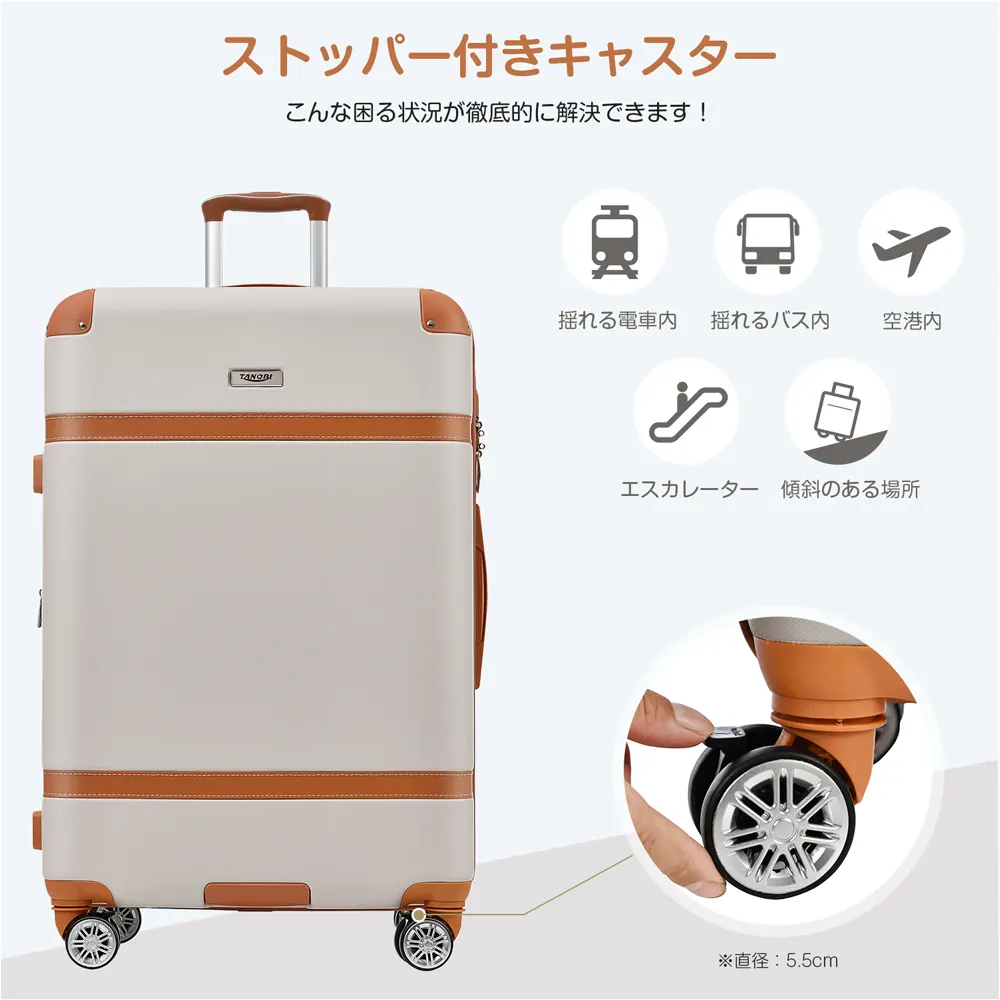 ストッパー付きキャスター
こんな困る状況が徹底的に解決できます！
揺れる電車内
揺れるバス内
空港内
TANOBI
エスカレーター
傾斜のある場所
※直径：5.5cm